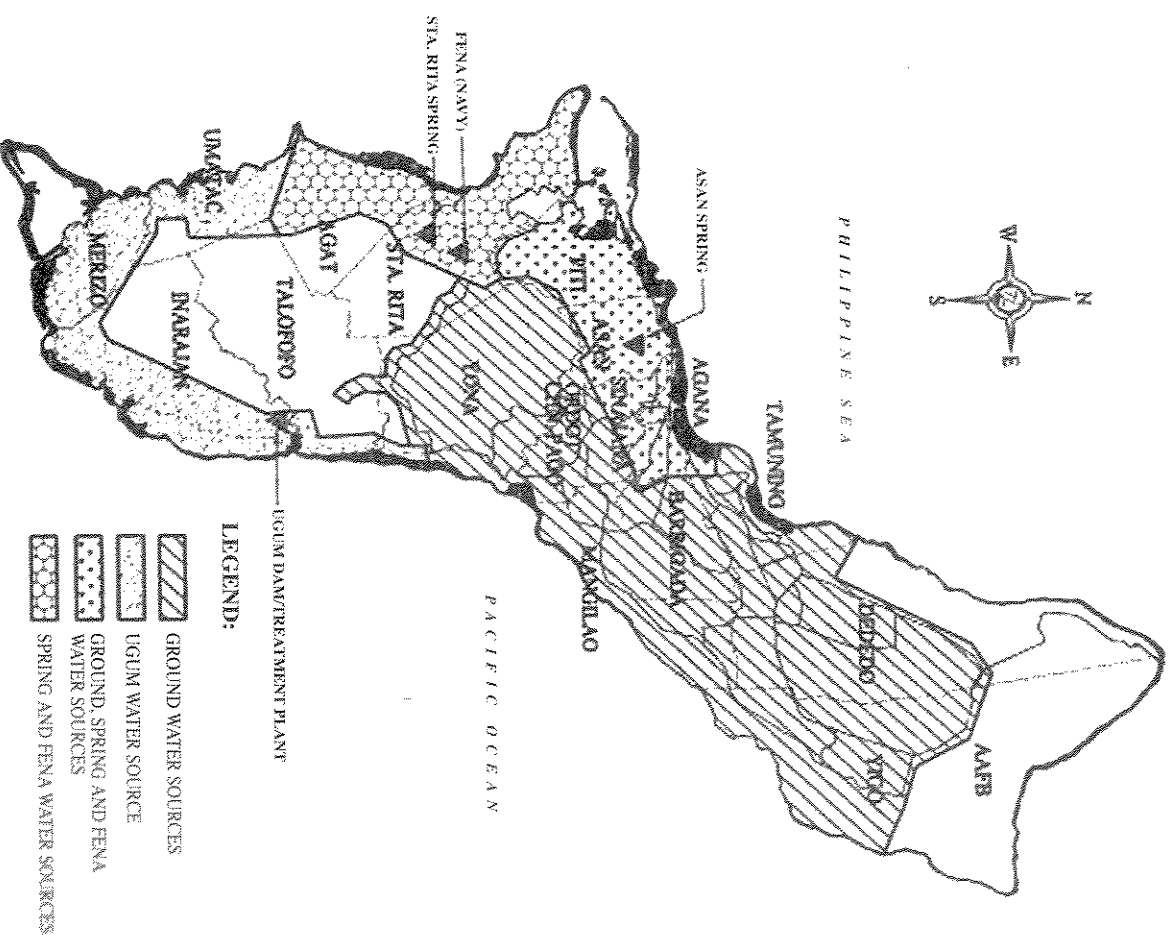 N
W
E
S
PHILIPPINE SEA
ASAN SPRING
FENA (NAVY)
STA. RITA SPRING
AAFB
YIGO
DEDEDO
TAMUNING
AGANA
BARRIGADA
MANGILAO
SINAJANA
ASAN
PITI
ORDOT
YONA
STA. RITA
AGAT
TALOFOFO
INARAJAN
UMATAC
MERIZO
PACIFIC OCEAN
UGUM DAM/TREATMENT PLANT
LEGEND:
GROUND WATER SOURCES
UGUM WATER SOURCE
GROUND, SPRING AND FENA
WATER SOURCES
SPRING AND FENA WATER SOURCES